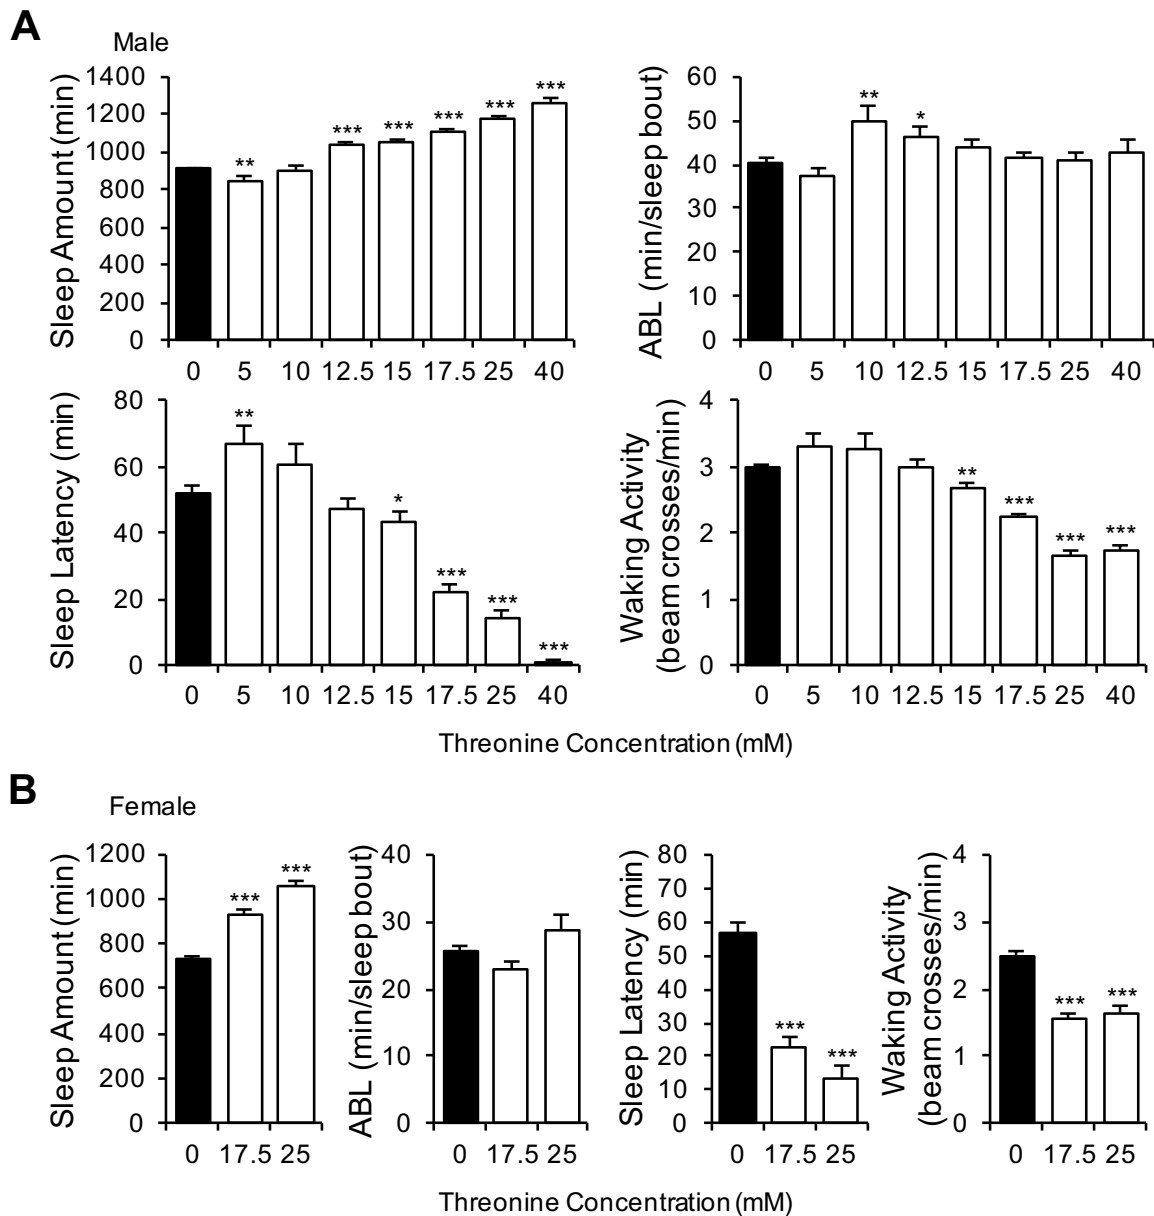 A
Male
Sleep Amount (min)
1400
1200
1000
800
600
400
200
0
** *** *** *** *** ***
0 5 10 12.5 15 17.5 25 40
ABL (min/sleep bout)
60
50
40
30
20
10
0
** *
0 5 10 12.5 15 17.5 25 40
Sleep Latency (min)
80
60
40
20
0
** * *** *** ***
0 5 10 12.5 15 17.5 25 40
Waking Activity
(beam crosses/min)
4
3
2
1
0
** *** *** ***
0 5 10 12.5 15 17.5 25 40
Threonine Concentration (mM)
B
Female
Sleep Amount (min)
1200
1000
800
600
400
200
0
*** ***
0 17.5 25
ABL (min/sleep bout)
40
30
20
10
0
0 17.5 25
Sleep Latency (min)
80
70
60
50
40
30
20
10
0
*** ***
0 17.5 25
Waking Activity
(beam crosses/min)
4
3
2
1
0
*** ***
0 17.5 25
Threonine Concentration (mM)